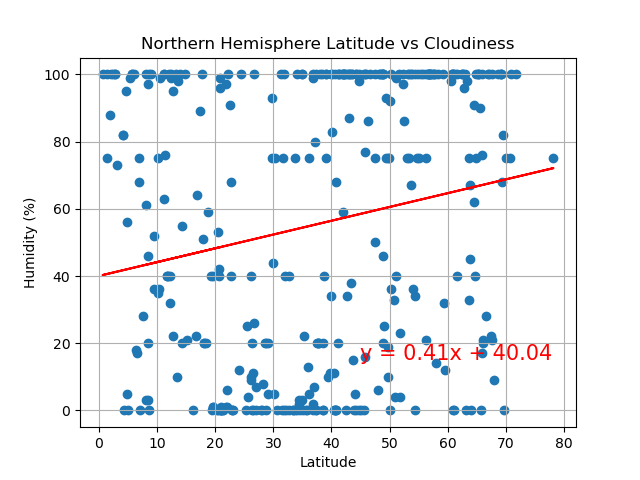 Northern Hemisphere Latitude vs Cloudiness
100
80
60
40
20
0
Humidity (%)
y = 0.41x + 40.04
0 10 20 30 40 50 60 70 80
Latitude